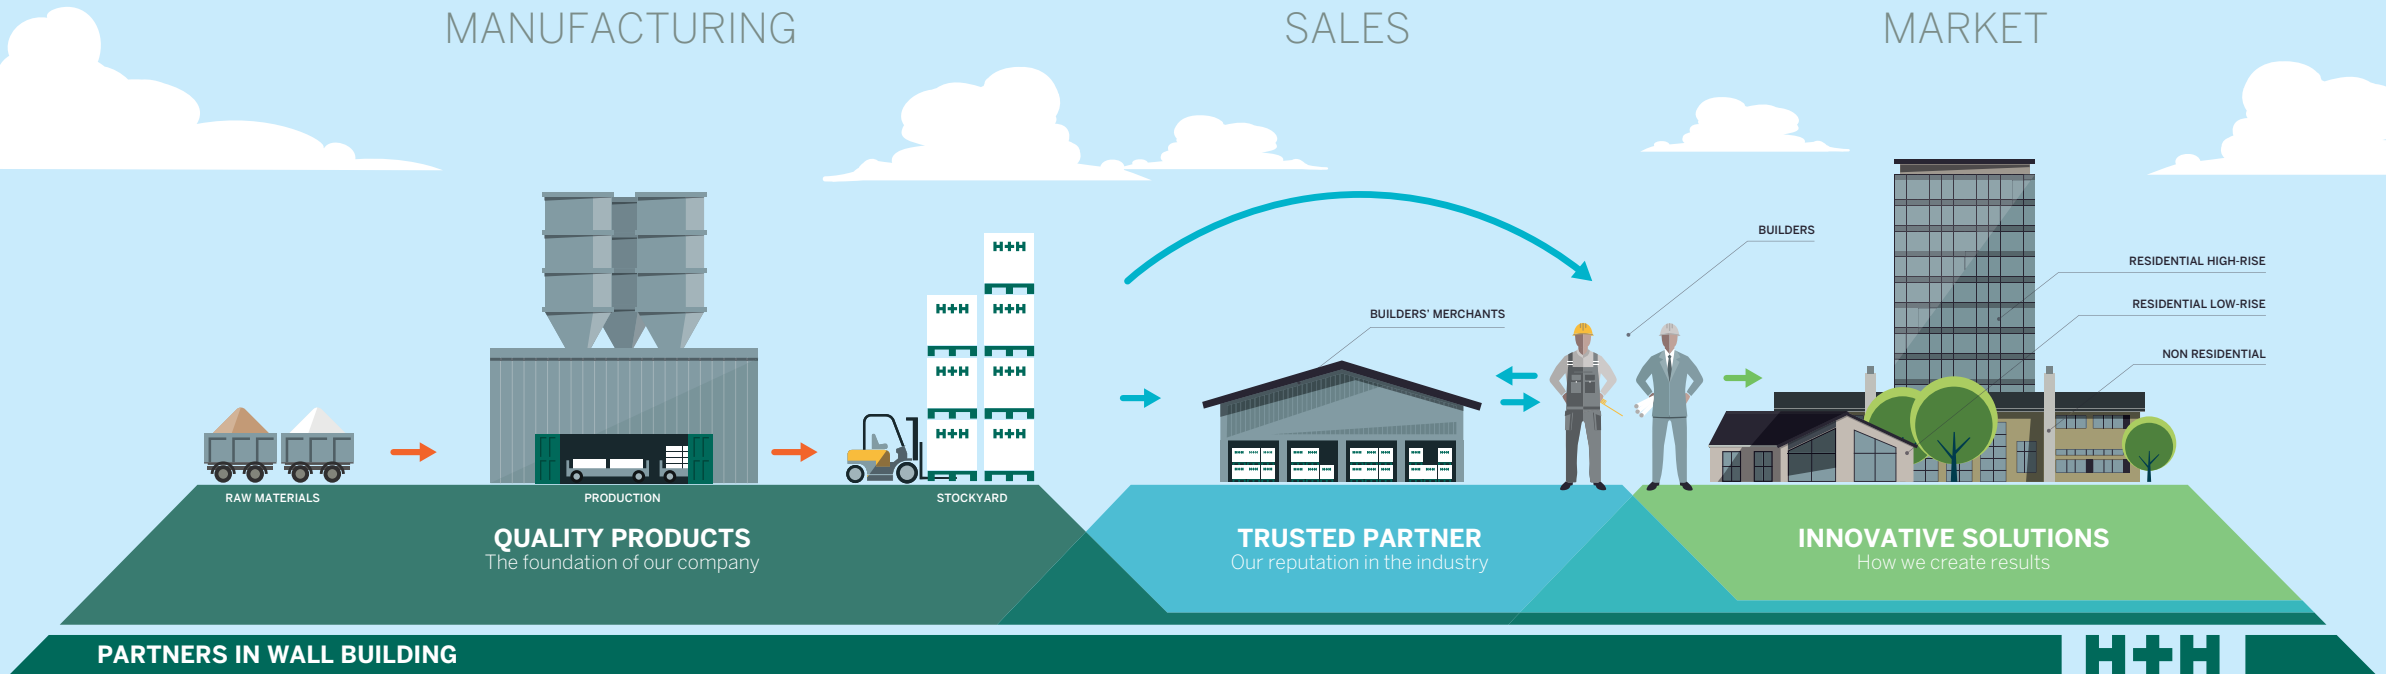 MANUFACTURING
SALES
MARKET
BUILDERS
RESIDENTIAL HIGH-RISE
RESIDENTIAL LOW-RISE
NON RESIDENTIAL
BUILDERS' MERCHANTS
H+H
H+H
H+H
H+H
H+H
H+H
H+H
RAW MATERIALS
PRODUCTION
STOCKYARD
QUALITY PRODUCTS
The foundation of our company
TRUSTED PARTNER
Our reputation in the industry
INNOVATIVE SOLUTIONS
How we create results
PARTNERS IN WALL BUILDING
H+H